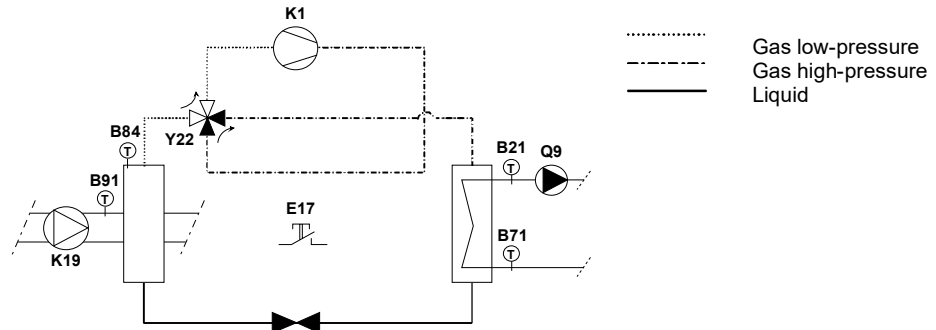 K1
Gas low-pressure
Gas high-pressure
Liquid
B84
T
Y22
B21
T
Q9
B91
T
E17
B71
T
K19